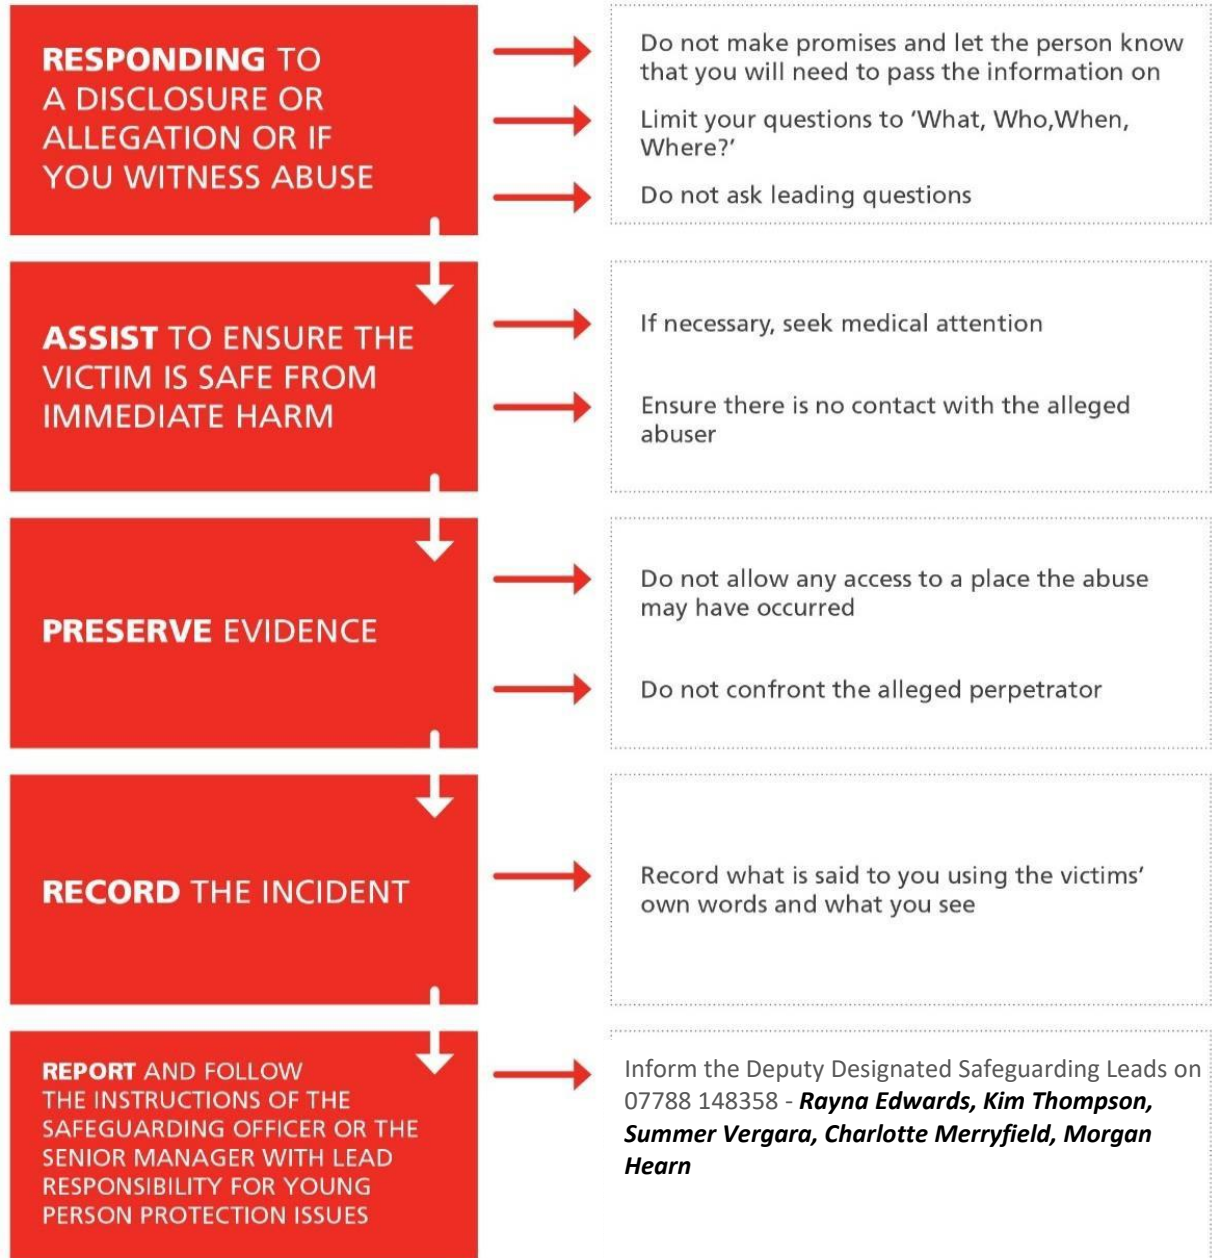 RESPONDING TO
A DISCLOSURE OR
ALLEGATION OR IF
YOU WITNESS ABUSE
Do not make promises and let the person know
that you will need to pass the information on
Limit your questions to ‘What, Who,When,
Where?’
Do not ask leading questions
ASSIST TO ENSURE THE
VICTIM IS SAFE FROM
IMMEDIATE HARM
If necessary, seek medical attention
Ensure there is no contact with the alleged
abuser
PRESERVE EVIDENCE
Do not allow any access to a place the abuse
may have occurred
Do not confront the alleged perpetrator
RECORD THE INCIDENT
Record what is said to you using the victims’
own words and what you see
REPORT AND FOLLOW
THE INSTRUCTIONS OF THE
SAFEGUARDING OFFICER OR THE
SENIOR MANAGER WITH LEAD
RESPONSIBILITY FOR YOUNG
PERSON PROTECTION ISSUES
Inform the Deputy Designated Safeguarding Leads on
07788 148358 - Rayna Edwards, Kim Thompson,
Summer Vergara, Charlotte Merryfield, Morgan
Hearn